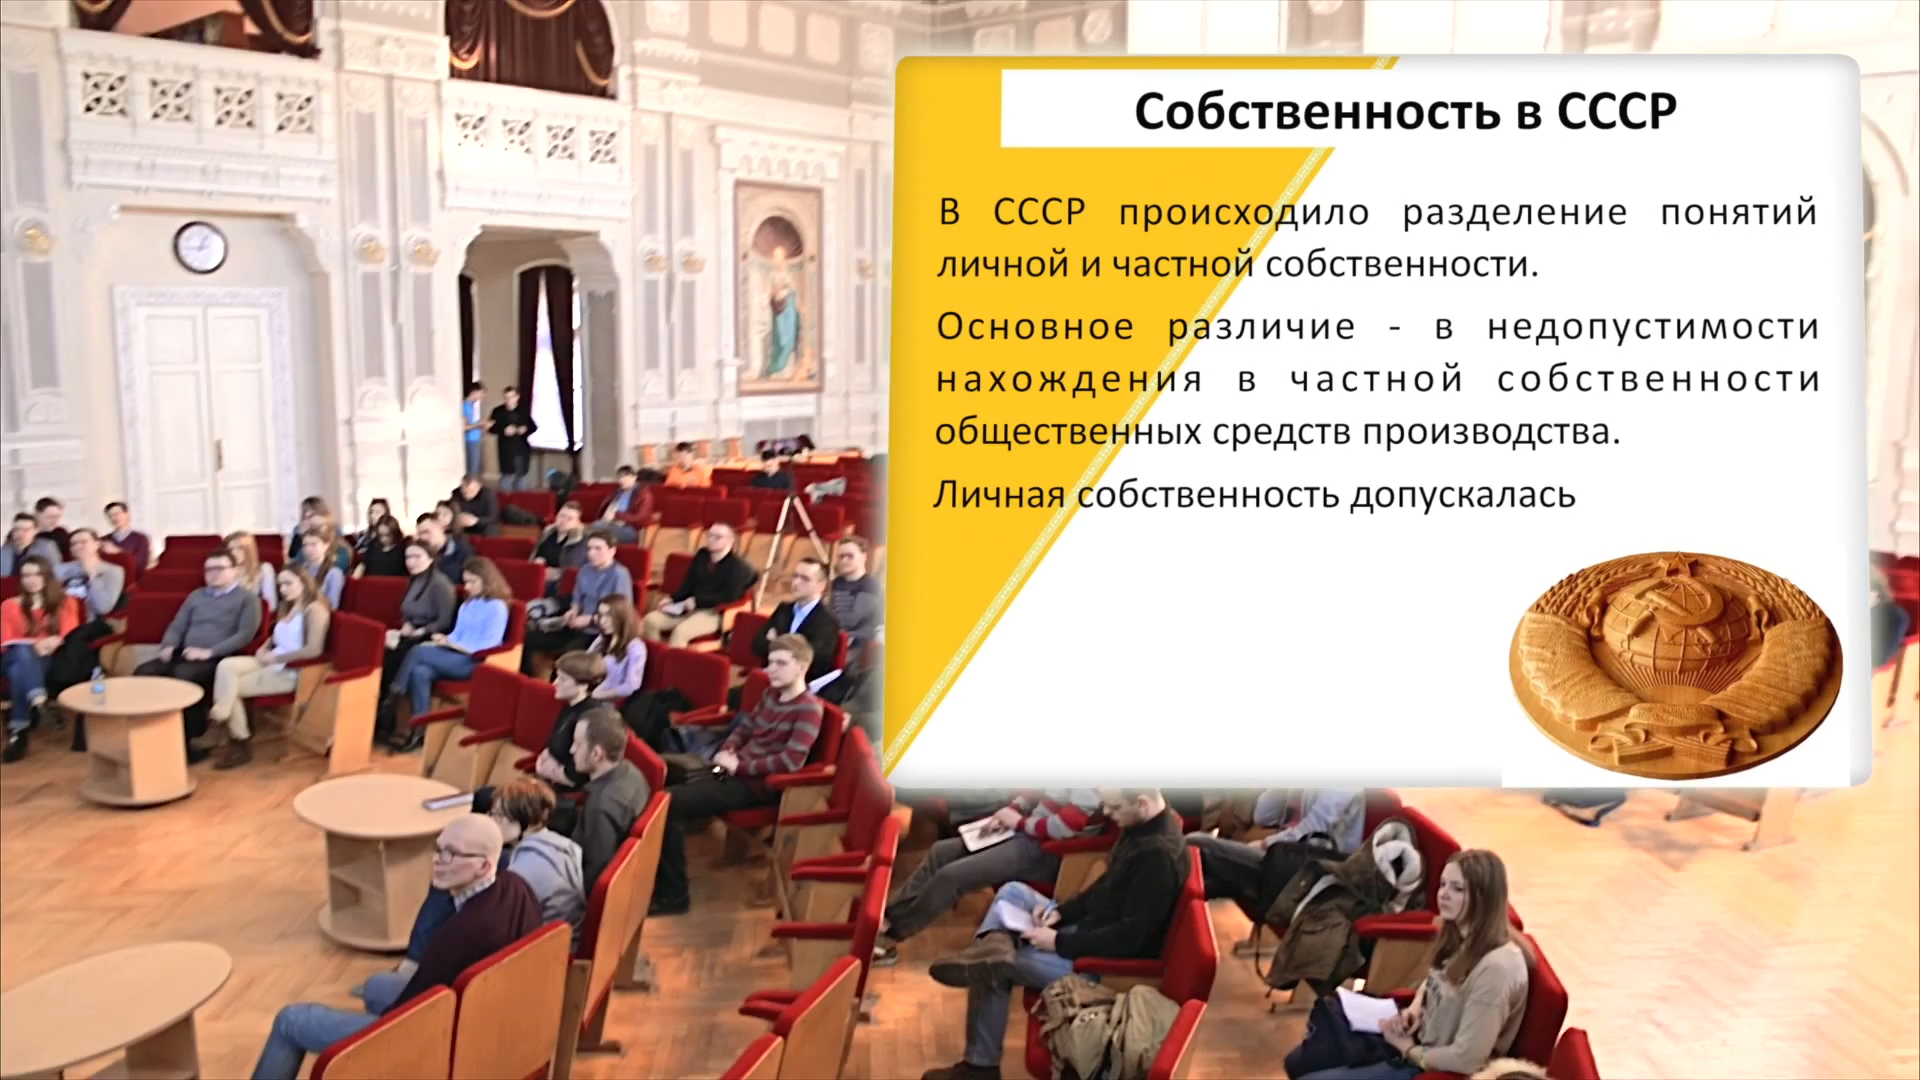 Собственность в СССР
В СССР происходило разделение понятий
личной и частной собственности.
Основное различие - в недопустимости
нахождения в частной собственности
общественных средств производства.
Личная собственность допускалась